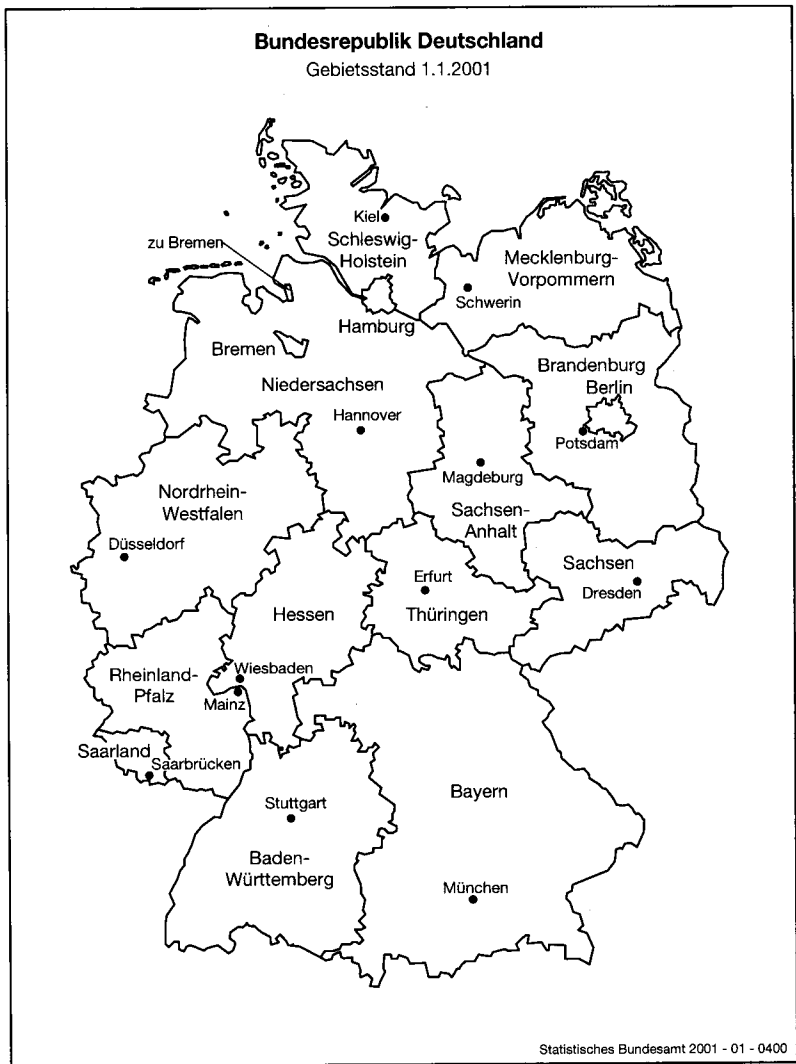 Bundesrepublik Deutschland
Gebietsstand 1.1.2001
Kiel
zu Bremen
Schleswig-
Holstein
Mecklenburg-
Vorpommern
Schwerin
Hamburg
Bremen
Brandenburg
Niedersachsen
Berlin
Hannover
Potsdam
Magdeburg
Nordrhein-
Westfalen
Sachsen-
Anhalt
Düsseldorf
Sachsen
Erfurt
Dresden
Hessen
Thüringen
Wiesbaden
Rheinland-
Pfalz
Mainz
Saarland
Saarbrücken
Bayern
Stuttgart
Baden-
Württemberg
München
Statistisches Bundesamt 2001 - 01 - 0400